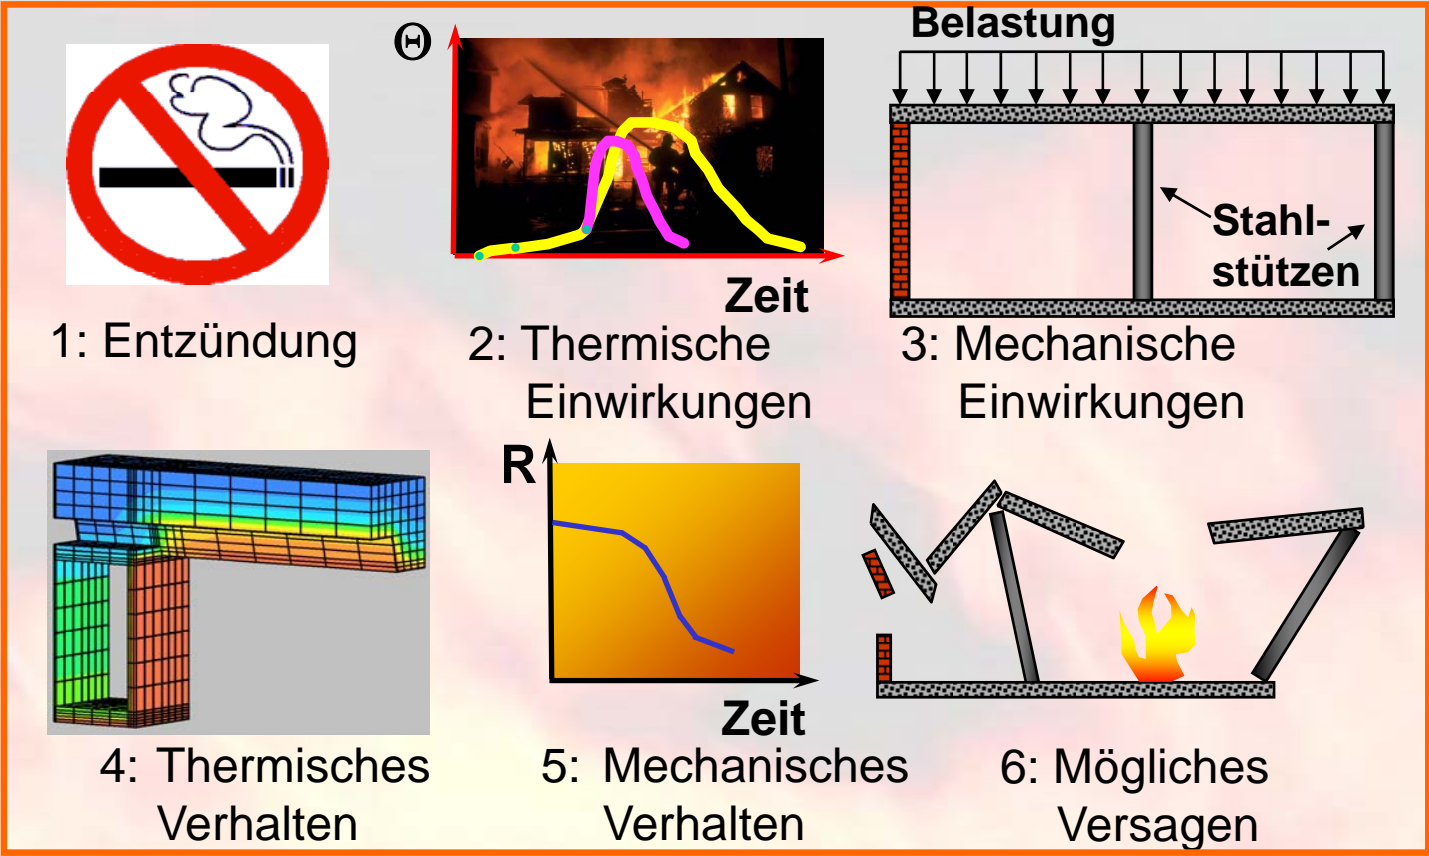 Θ
Zeit
Belastung
Stahl-
stützen
1: Entzündung
2: Thermische
Einwirkungen
3: Mechanische
Einwirkungen
R
Zeit
4: Thermisches
Verhalten
5: Mechanisches
Verhalten
6: Mögliches
Versagen